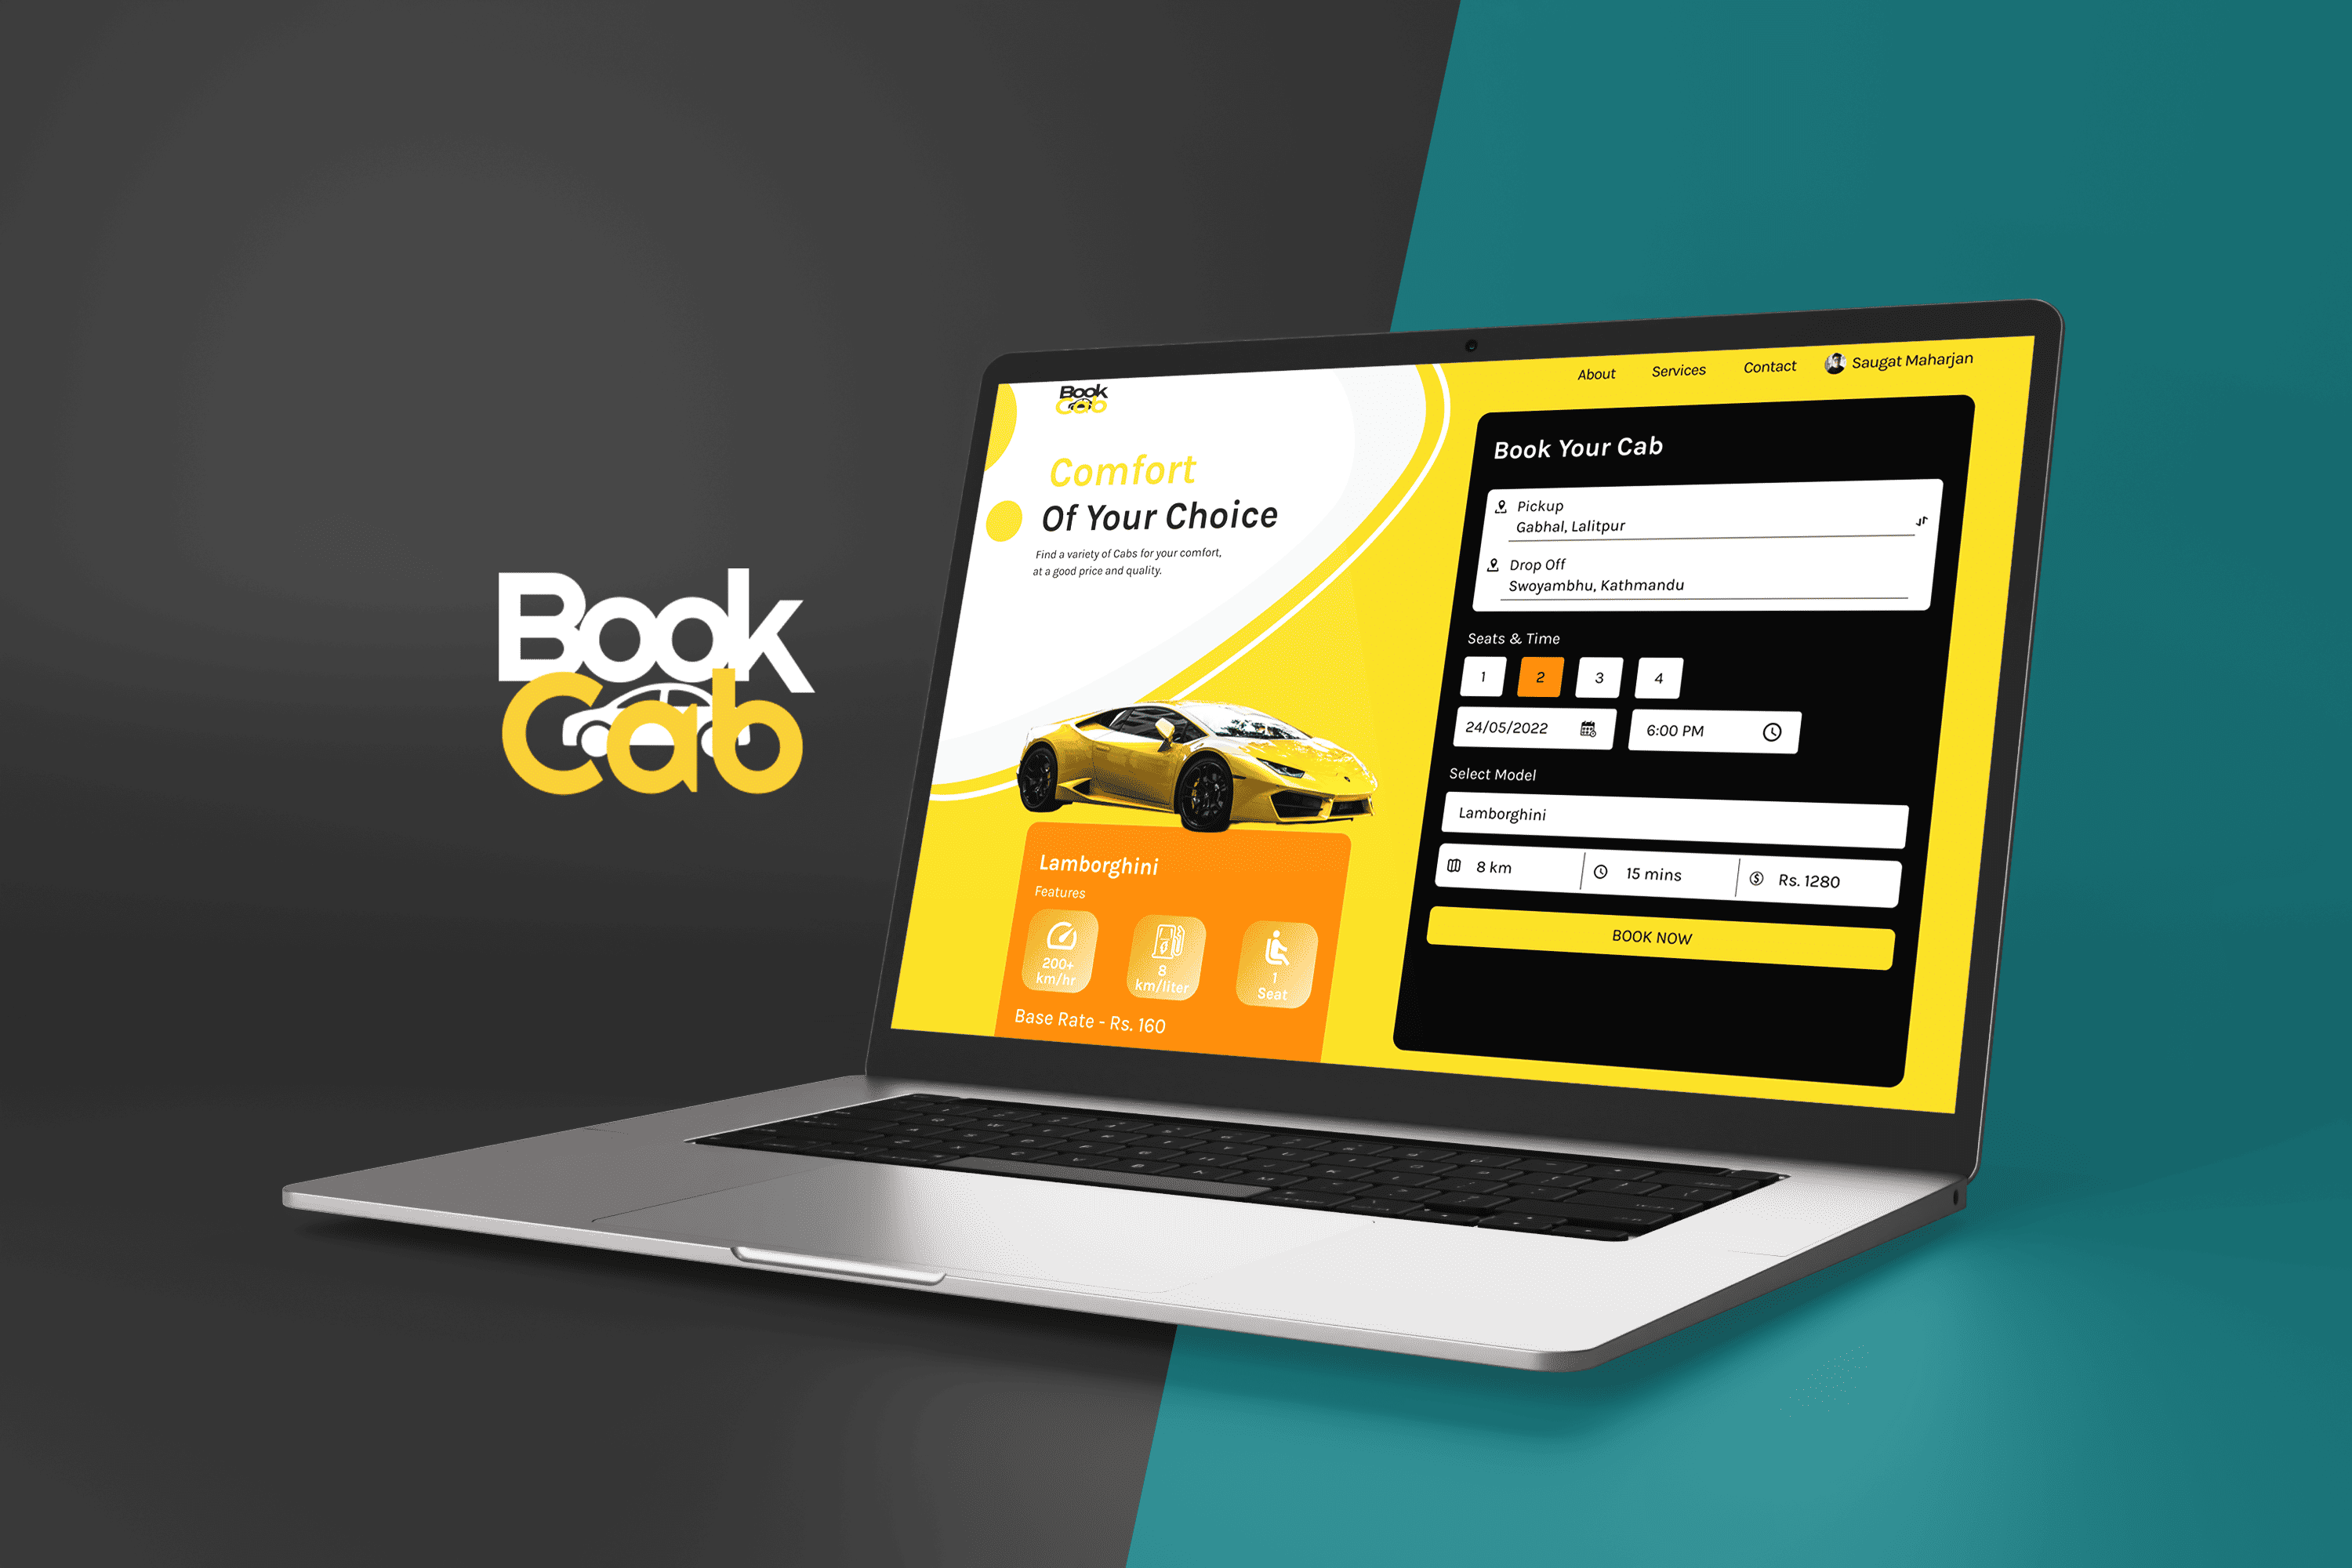 Book
Cab
Book
Cab
About
Services
Contact
Saugat Maharjan
Comfort
Of Your Choice
Find a variety of Cabs for your comfort,
at a good price and quality.
Lamborghini
Features
200+
km/hr
8
km/liter
1
Seat
Base Rate - Rs. 160
Book Your Cab
Pickup
Gabhal, Lalitpur
Drop Off
Swoyambhu, Kathmandu
Seats & Time
1
2
3
4
24/05/2022
6:00 PM
Select Model
Lamborghini
8 km
15 mins
Rs. 1280
BOOK NOW